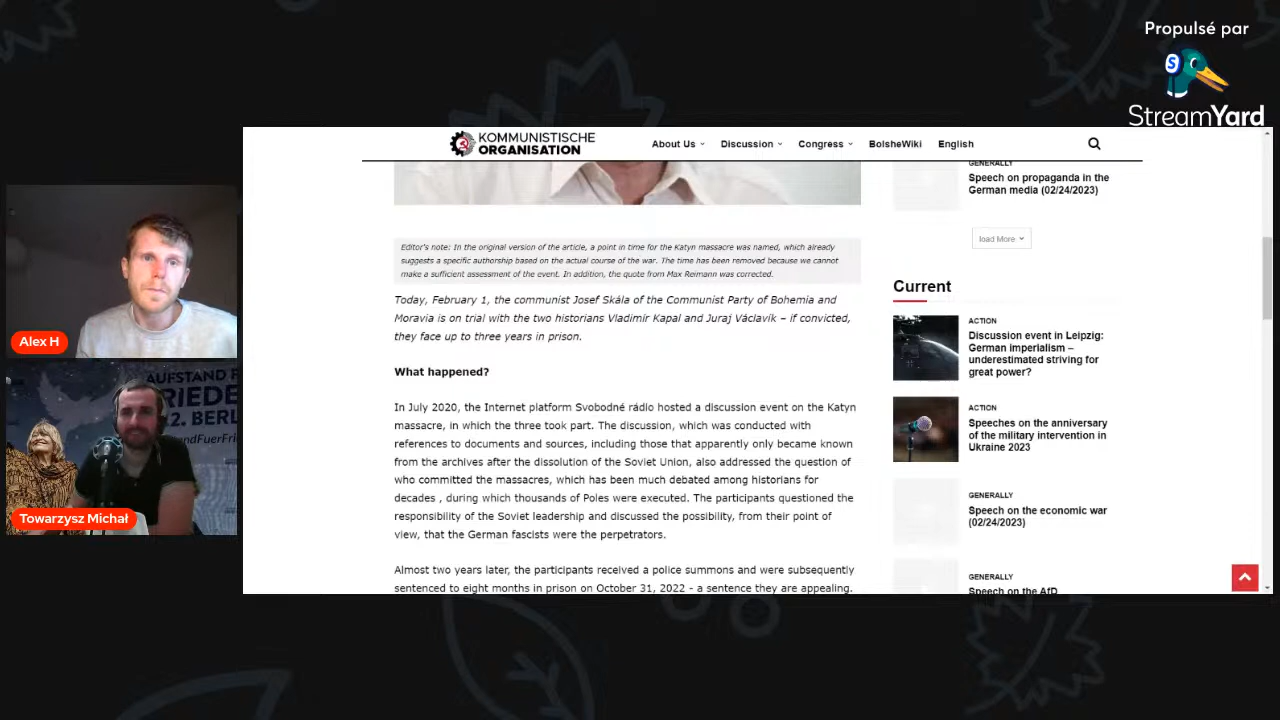 Propulsé par
StreamYard
KOMMUNISTISCHE
ORGANISATION
About Us
Discussion
Congress
BolsheWiki
English
GENERALLY
Speech on propaganda in the
German media (02/24/2023)
load More
Editor's note: In the original version of the article, a point in time for the Katyn massacre was named, which already
suggests a specific authorship based on the actual course of the war. The time has been removed because we cannot
make a sufficient assessment of the event. In addition, the quote from Max Reimann was corrected.
Today, February 1, the communist Josef Skála of the Communist Party of Bohemia and
Moravia is on trial with the two historians Vladimír Kapal and Juraj Václavík – if convicted,
they face up to three years in prison.
What happened?
In July 2020, the Internet platform Svobodné rádio hosted a discussion event on the Katyn
massacre, in which the three took part. The discussion, which was conducted with
references to documents and sources, including those that apparently only became known
from the archives after the dissolution of the Soviet Union, also addressed the question of
who committed the massacres, which has been much debated among historians for
decades , during which thousands of Poles were executed. The participants questioned the
responsibility of the Soviet leadership and discussed the possibility, from their point of
view, that the German fascists were the perpetrators.
Almost two years later, the participants received a police summons and were subsequently
sentenced to eight months in prison on October 31, 2022 - a sentence they are appealing.
Current
ACTION
Discussion event in Leipzig:
German imperialism –
underestimated striving for
great power?
ACTION
Speeches on the anniversary
of the military intervention in
Ukraine 2023
GENERALLY
Speech on the economic war
(02/24/2023)
GENERALLY
Speech on the AfD
Alex H
AUFSTAND F
RIEDE
2. BERL
andFuerFri
Towarzysz Michał